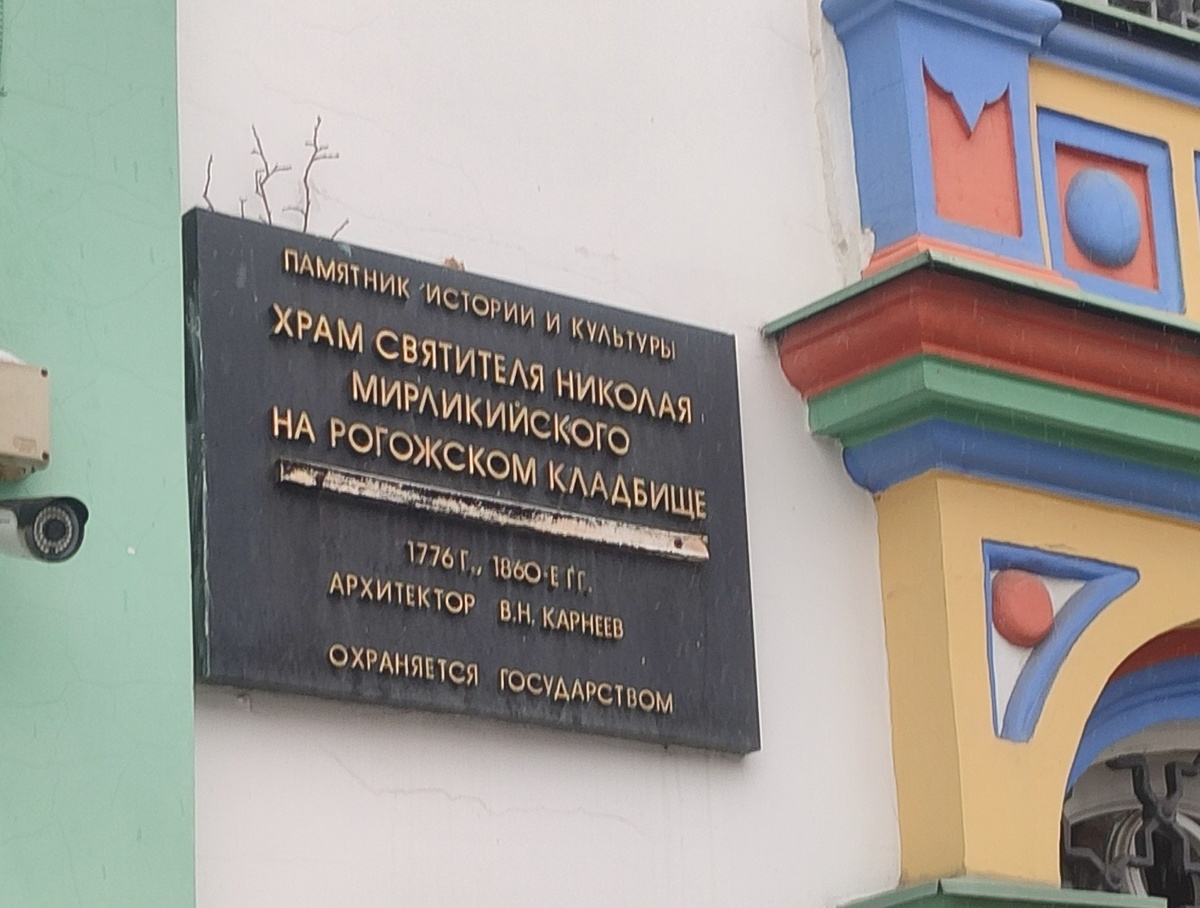 ПАМЯТНИК ИСТОРИИ И КУЛЬТУРЫ
ХРАМ СВЯТИТЕЛЯ НИКОЛАЯ
МИРЛИКИЙСКОГО
НА РОГОЖСКОМ КЛАДБИЩЕ
1776 Г., 1860-Е ГГ.
АРХИТЕКТОР В.Н. КАРНЕЕВ
ОХРАНЯЕТСЯ ГОСУДАРСТВОМ